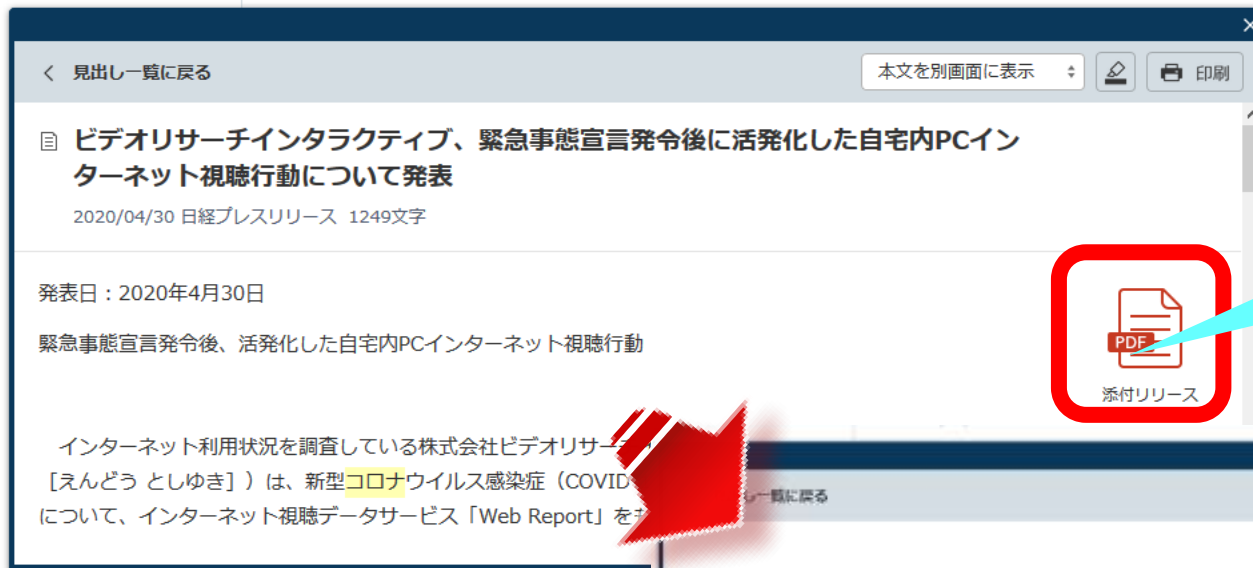 見出し一覧に戻る
本文を別画面に表示
印刷
ビデオリサーチインタラクティブ、緊急事態宣言発令後に活発化した自宅内PCイン
ターネット視聴行動について発表
2020/04/30 日経プレスリリース 1249文字
発表日：2020年4月30日
PDF
緊急事態宣言発令後、活発化した自宅内PCインターネット視聴行動
添付リリース
インターネット利用状況を調査している株式会社ビデオリサーチ
[えんどう としゆき]）は、新型コロナウイルス感染症（COVID
について、インターネット視聴データサービス「Web Report」を
一覧に戻る